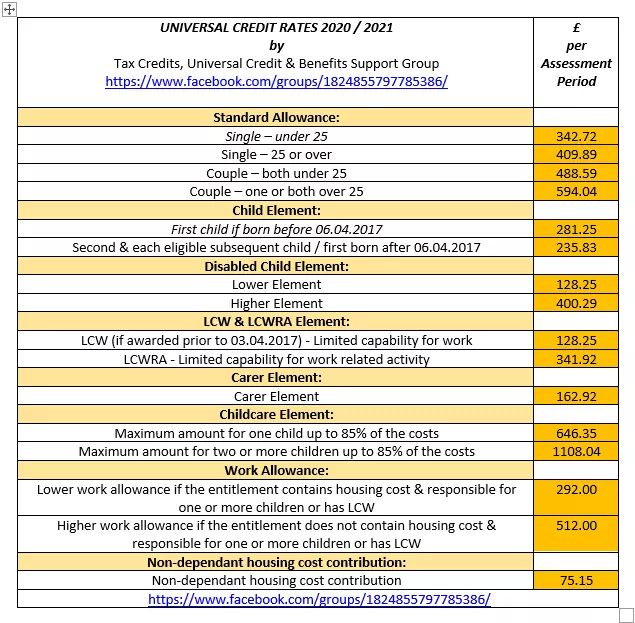 UNIVERSAL CREDIT RATES 2020 / 2021
by
Tax Credits, Universal Credit & Benefits Support Group
https://www.facebook.com/groups/1824855797785386/
£
per
Assessment
Period
Standard Allowance:
Single – under 25 342.72
Single – 25 or over 409.89
Couple – both under 25 488.59
Couple – one or both over 25 594.04
Child Element:
First child if born before 06.04.2017 281.25
Second & each eligible subsequent child / first born after 06.04.2017 235.83
Disabled Child Element:
Lower Element 128.25
Higher Element 400.29
LCW & LCWRA Element:
LCW (if awarded prior to 03.04.2017) - Limited capability for work 128.25
LCWRA - Limited capability for work related activity 341.92
Carer Element:
Carer Element 162.92
Childcare Element:
Maximum amount for one child up to 85% of the costs 646.35
Maximum amount for two or more children up to 85% of the costs 1108.04
Work Allowance:
Lower work allowance if the entitlement contains housing cost & responsible for 292.00
one or more children or has LCW
Higher work allowance if the entitlement does not contain housing cost & 512.00
responsible for one or more children or has LCW
Non-dependant housing cost contribution:
Non-dependant housing cost contribution 75.15
https://www.facebook.com/groups/1824855797785386/